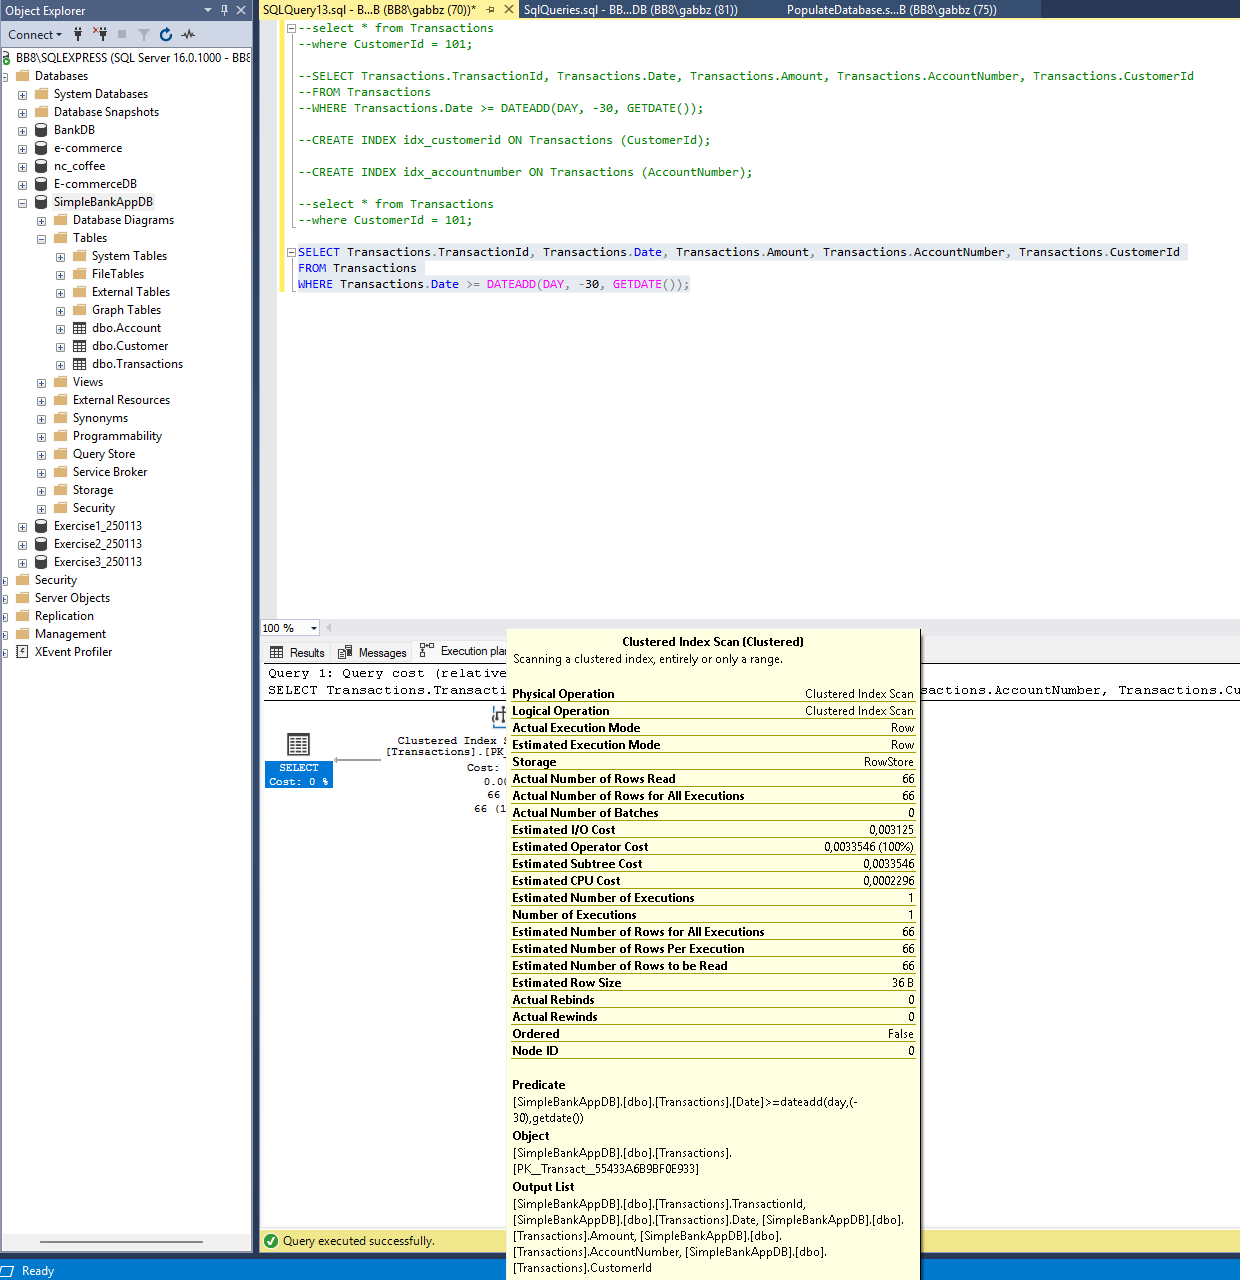 Object Explorer
Connect
BB8\SQLEXPRESS (SQL Server 16.0.1000 - BB8
Databases
System Databases
Database Snapshots
BankDB
e-commerce
nc_coffee
E-commerceDB
SimpleBankAppDB
Database Diagrams
Tables
System Tables
FileTables
External Tables
Graph Tables
dbo.Account
dbo.Customer
dbo.Transactions
Views
External Resources
Synonyms
Programmability
Query Store
Service Broker
Storage
Security
Exercise1_250113
Exercise2_250113
Exercise3_250113
Security
Server Objects
Replication
Management
XEvent Profiler
SQLQuery13.sql - B...B (BB8\gabbz (70))*
SqlQueries.sql - BB...DB (BB8\gabbz (81))
PopulateDatabase.s...B (BB8\gabbz (75))
--select * from Transactions
--where CustomerId = 101;
--SELECT Transactions.TransactionId, Transactions.Date, Transactions.Amount, Transactions.AccountNumber, Transactions.CustomerId
--FROM Transactions
--WHERE Transactions.Date >= DATEADD(DAY, -30, GETDATE());
--CREATE INDEX idx_customerid ON Transactions (CustomerId);
--CREATE INDEX idx_accountnumber ON Transactions (AccountNumber);
--select * from Transactions
--where CustomerId = 101;
SELECT Transactions.TransactionId, Transactions.Date, Transactions.Amount, Transactions.AccountNumber, Transactions.CustomerId
FROM Transactions
WHERE Transactions.Date >= DATEADD(DAY, -30, GETDATE());
100 %
Results Messages Execution plan
Query 1: Query cost (relative
SELECT Transactions.Transacti
sactions.AccountNumber, Transactions.Cu
Clustered Index S
[Transactions].[PK_
Cost:
0.00
66
66 (1
SELECT
Cost: 0 %
Clustered Index Scan (Clustered)
Scanning a clustered index, entirely or only a range.
Physical Operation Clustered Index Scan
Logical Operation Clustered Index Scan
Actual Execution Mode Row
Estimated Execution Mode Row
Storage RowStore
Actual Number of Rows Read 66
Actual Number of Rows for All Executions 66
Actual Number of Batches 0
Estimated I/O Cost 0,003125
Estimated Operator Cost 0,0033546 (100%)
Estimated Subtree Cost 0,0033546
Estimated CPU Cost 0,0002296
Estimated Number of Executions 1
Number of Executions 1
Estimated Number of Rows for All Executions 66
Estimated Number of Rows Per Execution 66
Estimated Number of Rows to be Read 66
Estimated Row Size 36 B
Actual Rebinds 0
Actual Rewinds 0
Ordered False
Node ID 0
Predicate
[SimpleBankAppDB].[dbo].[Transactions].[Date]>=dateadd(day,(-
30),getdate())
Object
[SimpleBankAppDB].[dbo].[Transactions].
[PK__Transact__55433A6B9BF0E933]
Output List
[SimpleBankAppDB].[dbo].[Transactions].TransactionId,
[SimpleBankAppDB].[dbo].[Transactions].Date, [SimpleBankAppDB].[dbo].
[Transactions].Amount, [SimpleBankAppDB].[dbo].
[Transactions].AccountNumber, [SimpleBankAppDB].[dbo].
[Transactions].CustomerId
Query executed successfully.
Ready